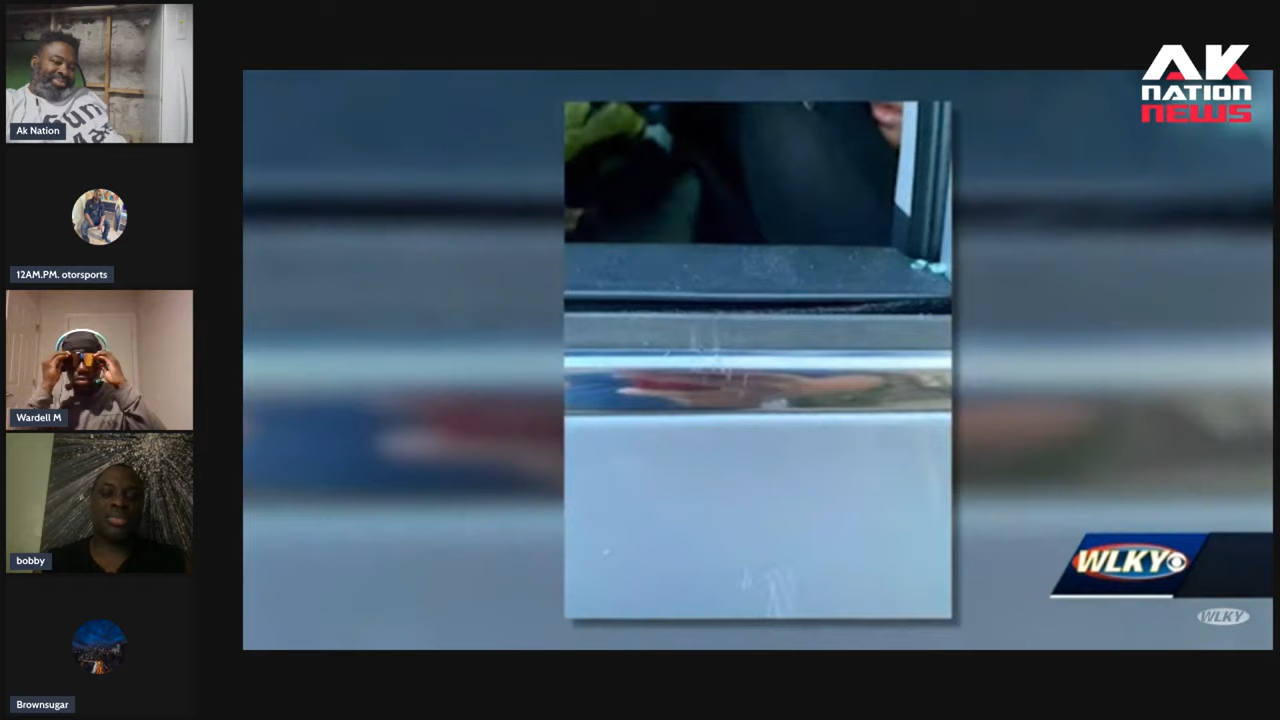 Ak Nation
12AM.PM. otorsports
Wardell M
bobby
Brownsugar
AK
NATION
NEWS
WLKY
WLKY